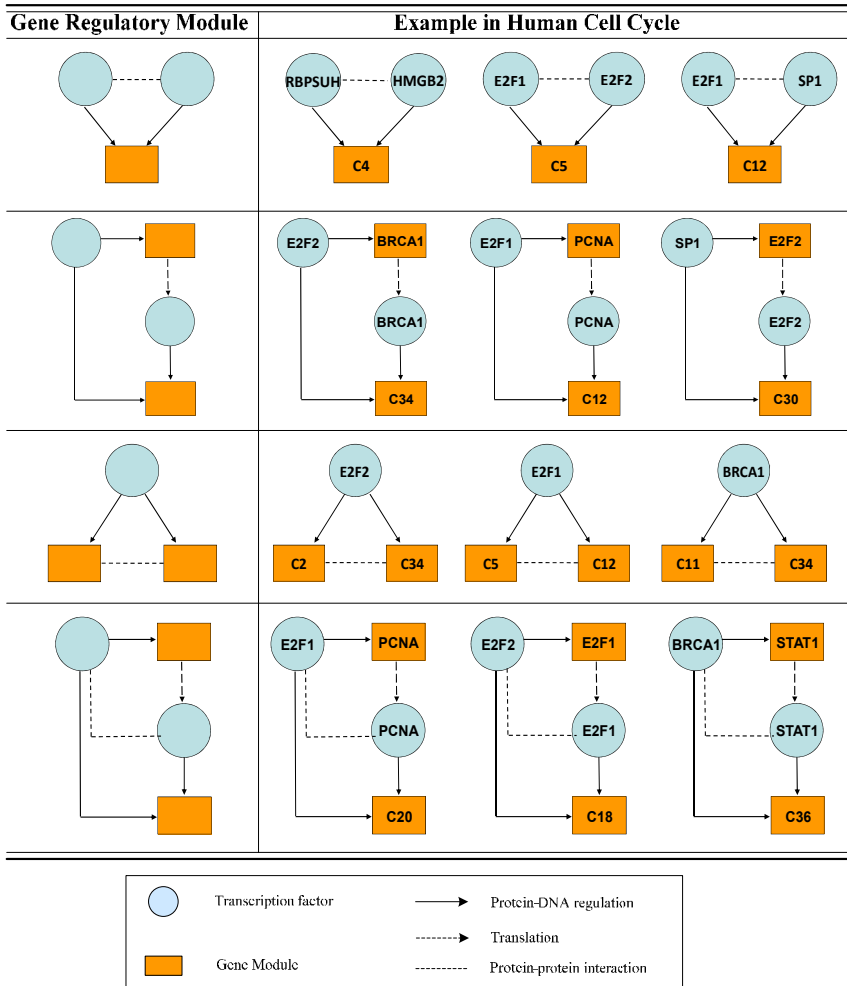 Gene Regulatory Module Example in Human Cell Cycle
RBPSUH HMGB2 E2F1 E2F2 E2F1 SP1
C4 C5 C12
E2F2 BRCA1 E2F1 PCNA SP1 E2F2
BRCA1 PCNA E2F2
C34 C12 C30
E2F2 E2F1 BRCA1
C2 C34 C5 C12 C11 C34
E2F1 PCNA E2F2 E2F1 BRCA1 STAT1
PCNA E2F1 STAT1
C20 C18 C36
Transcription factor Protein-DNA regulation
Translation
Gene Module Protein-protein interaction